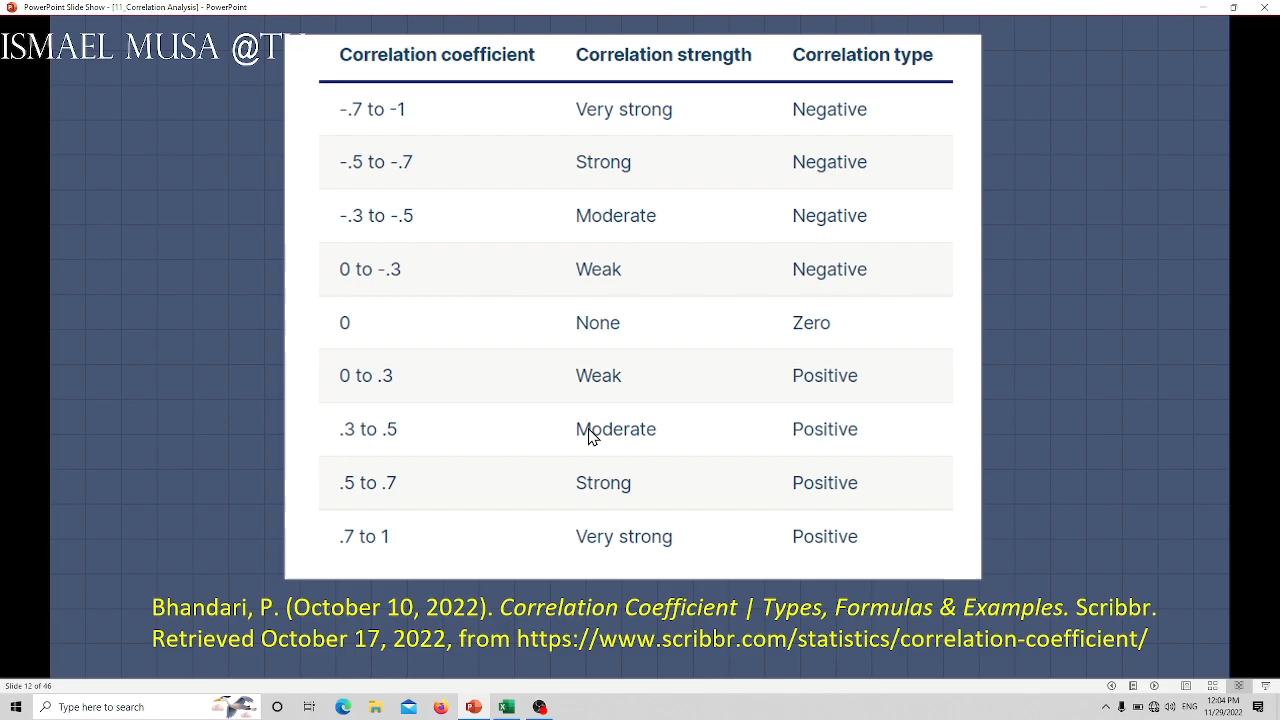 PowerPoint Slide Show - [11_Correlation Analysis] - PowerPoint
ISMAEL MUSA
Correlation coefficient Correlation strength Correlation type
-.7 to -1 Very strong Negative
-.5 to -.7 Strong Negative
-.3 to -.5 Moderate Negative
0 to -.3 Weak Negative
0 None Zero
0 to .3 Weak Positive
.3 to .5 Moderate Positive
.5 to .7 Strong Positive
.7 to 1 Very strong Positive
Bhandari, P. (October 10, 2022). Correlation Coefficient | Types, Formulas & Examples. Scribbr.
Retrieved October 17, 2022, from https://www.scribbr.com/statistics/correlation-coefficient/
Slide 12 of 46
Type here to search
ENG
12:04 PM
11/29/2022